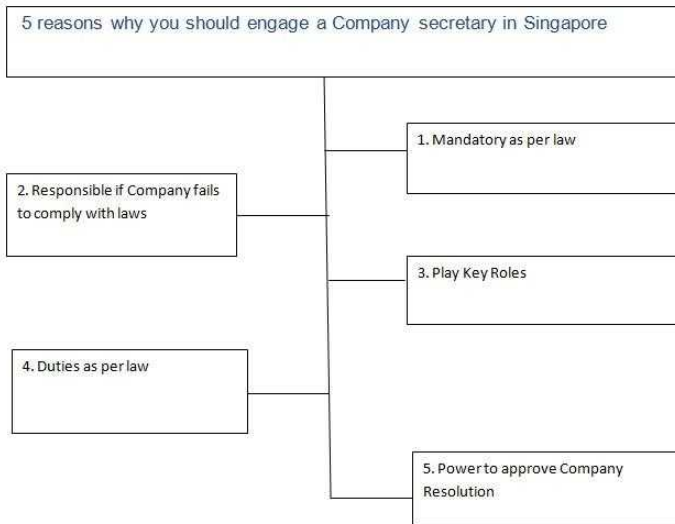 5 reasons why you should engage a Company secretary in Singapore
1. Mandatory as per law
2. Responsible if Company fails
to comply with laws
3. Play Key Roles
4. Duties as per law
5. Power to approve Company
Resolution